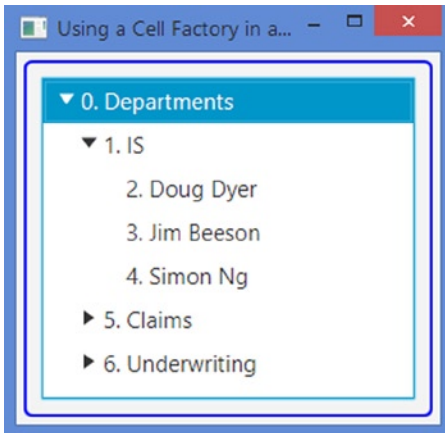 Using a Cell Factory in a...
0. Departments
1. IS
2. Doug Dyer
3. Jim Beeson
4. Simon Ng
5. Claims
6. Underwriting